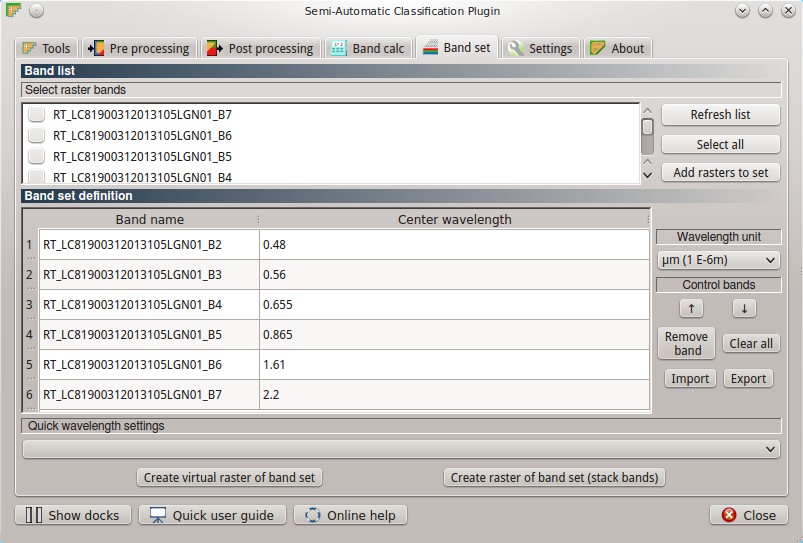 Semi-Automatic Classification Plugin
Tools Pre processing Post processing Band calc Band set Settings About
Band list
Select raster bands
RT_LC81900312013105LGN01_B7
RT_LC81900312013105LGN01_B6
RT_LC81900312013105LGN01_B5
RT_LC81900312013105LGN01_B4
Refresh list
Select all
Add rasters to set
Band set definition
Band name Center wavelength
1 RT_LC81900312013105LGN01_B2 0.48
2 RT_LC81900312013105LGN01_B3 0.56
3 RT_LC81900312013105LGN01_B4 0.655
4 RT_LC81900312013105LGN01_B5 0.865
5 RT_LC81900312013105LGN01_B6 1.61
6 RT_LC81900312013105LGN01_B7 2.2
Wavelength unit
µm (1 E-6m)
Control bands
↑ ↓
Remove
band
Clear all
Import Export
Quick wavelength settings
Create virtual raster of band set Create raster of band set (stack bands)
Show docks Quick user guide Online help Close